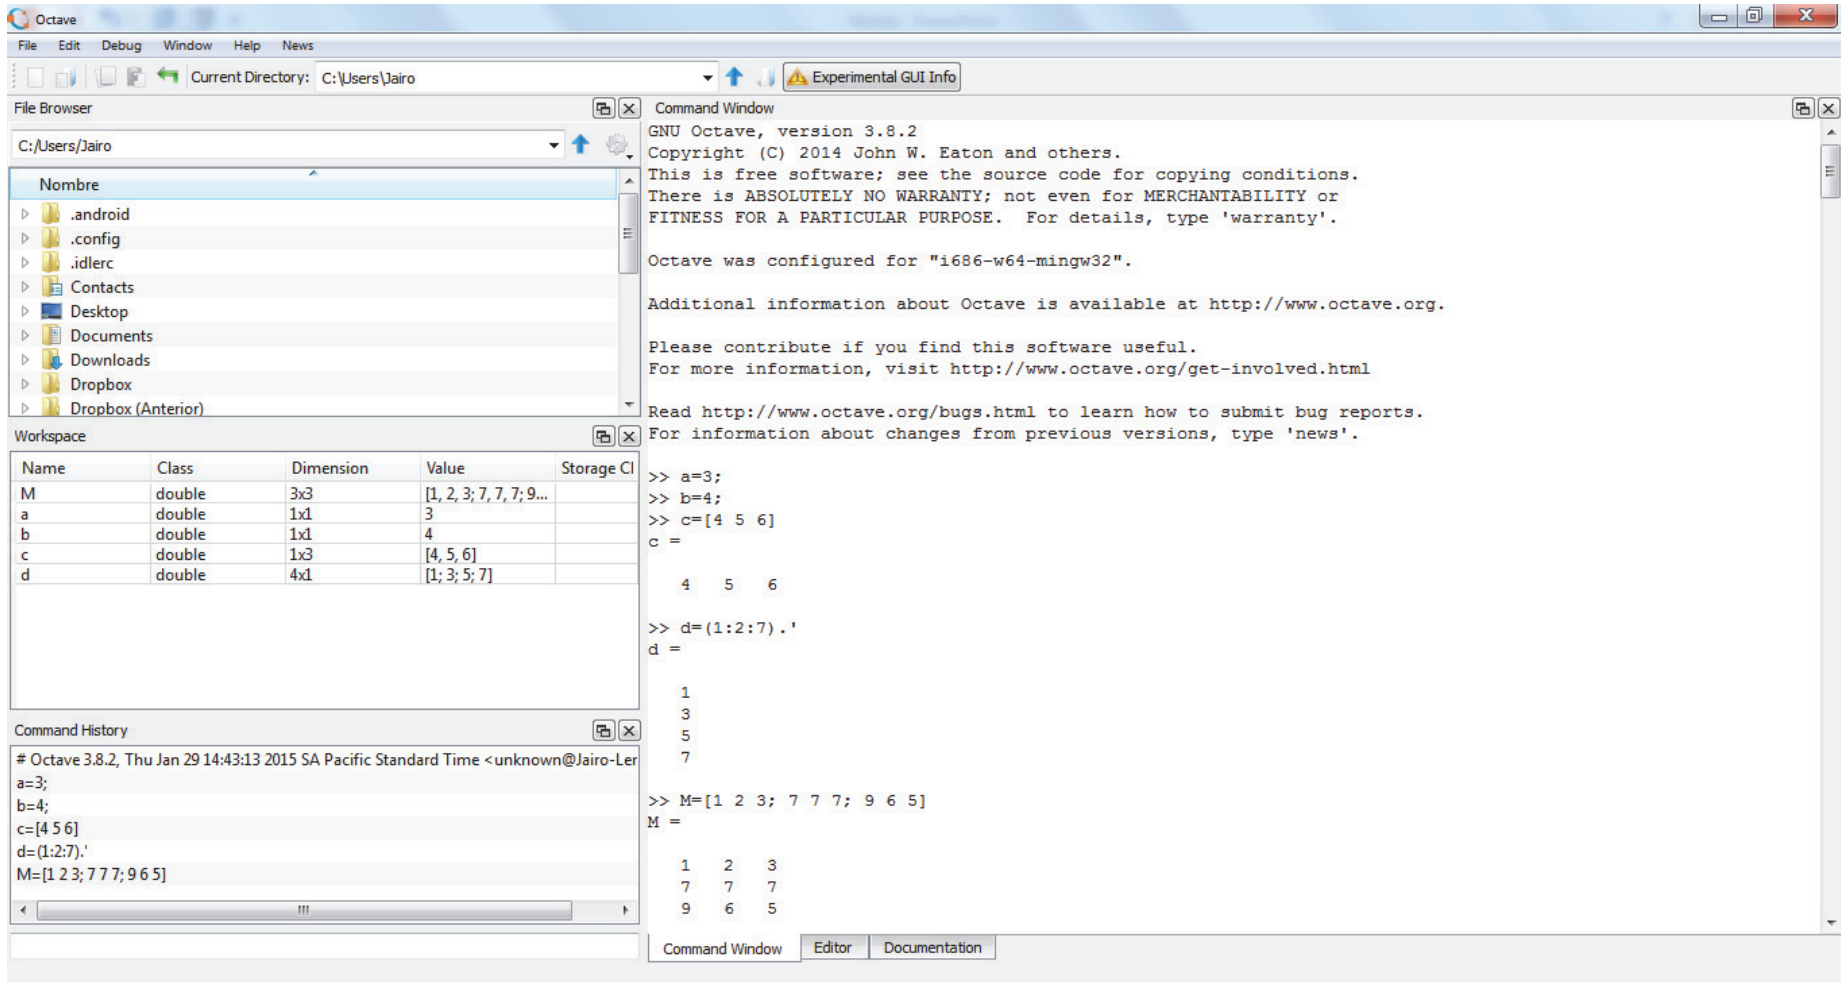 Octave
File Edit Debug Window Help News
Current Directory: C:\Users\Jairo Experimental GUI Info
File Browser
C:/Users/Jairo
Nombre
.android
.config
.idlerc
Contacts
Desktop
Documents
Downloads
Dropbox
Dropbox (Anterior)
Workspace
Name Class Dimension Value Storage Cl
M double 3x3 [1, 2, 3; 7, 7, 7; 9...
a double 1x1 3
b double 1x1 4
c double 1x3 [4, 5, 6]
d double 4x1 [1; 3; 5; 7]
Command History
# Octave 3.8.2, Thu Jan 29 14:43:13 2015 SA Pacific Standard Time <unknown@Jairo-Ler
a=3;
b=4;
c=[4 5 6]
d=(1:2:7).'
M=[1 2 3; 7 7 7; 9 6 5]
Command Window
GNU Octave, version 3.8.2
Copyright (C) 2014 John W. Eaton and others.
This is free software; see the source code for copying conditions.
There is ABSOLUTELY NO WARRANTY; not even for MERCHANTABILITY or
FITNESS FOR A PARTICULAR PURPOSE.  For details, type 'warranty'.
Octave was configured for "i686-w64-mingw32".
Additional information about Octave is available at http://www.octave.org.
Please contribute if you find this software useful.
For more information, visit http://www.octave.org/get-involved.html
Read http://www.octave.org/bugs.html to learn how to submit bug reports.
For information about changes from previous versions, type 'news'.
>> a=3;
>> b=4;
>> c=[4 5 6]
c =
4 5 6
>> d=(1:2:7).'
d =
1
3
5
7
>> M=[1 2 3; 7 7 7; 9 6 5]
M =
1 2 3
7 7 7
9 6 5
Command Window Editor Documentation